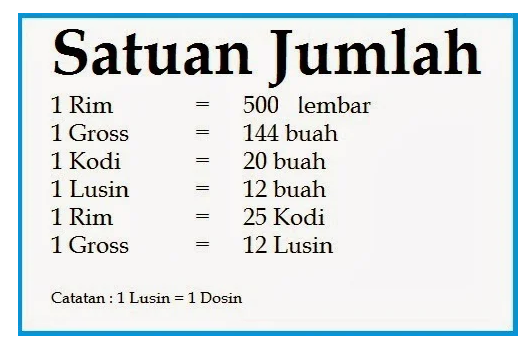 Satuan Jumlah
1 Rim = 500 lembar
1 Gross = 144 buah
1 Kodi = 20 buah
1 Lusin = 12 buah
1 Rim = 25 Kodi
1 Gross = 12 Lusin
Catatan : 1 Lusin = 1 Dosin